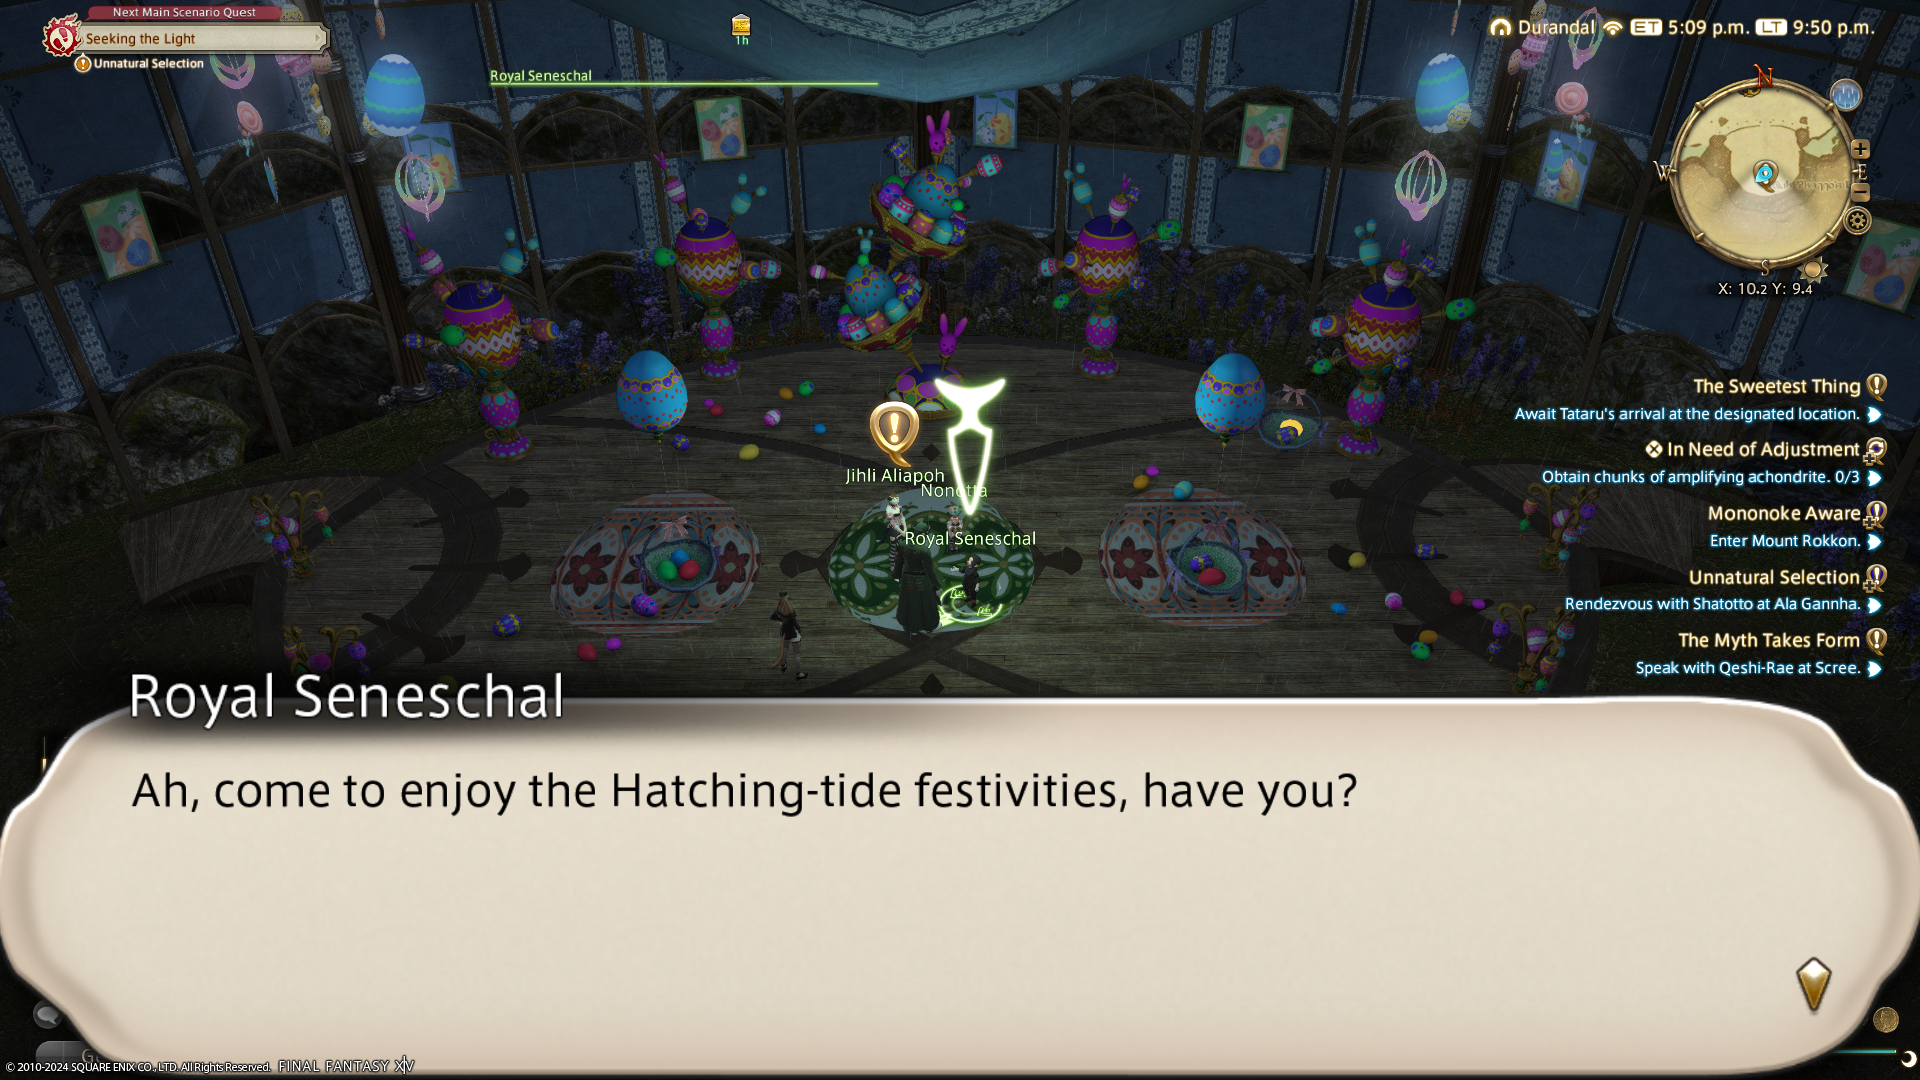 Next Main Scenario Quest
Seeking the Light
Unnatural Selection
1h
Royal Seneschal
Durandal ET 5:09 p.m. LT 9:50 p.m.
N
W
E
S
X: 10.2 Y: 9.4
The Sweetest Thing
Await Tataru's arrival at the designated location.
In Need of Adjustment
Obtain chunks of amplifying achondrite. 0/3
Mononoke Aware
Enter Mount Rokkon.
Unnatural Selection
Rendezvous with Shatotto at Ala Gannha.
The Myth Takes Form
Speak with Qeshi-Rae at Scree.
Jihli Aliapoh
Nonotta
Royal Seneschal
Royal Seneschal
Ah, come to enjoy the Hatching-tide festivities, have you?
© 2010-2024 SQUARE ENIX CO., LTD. All Rights Reserved. FINAL FANTASY XIV